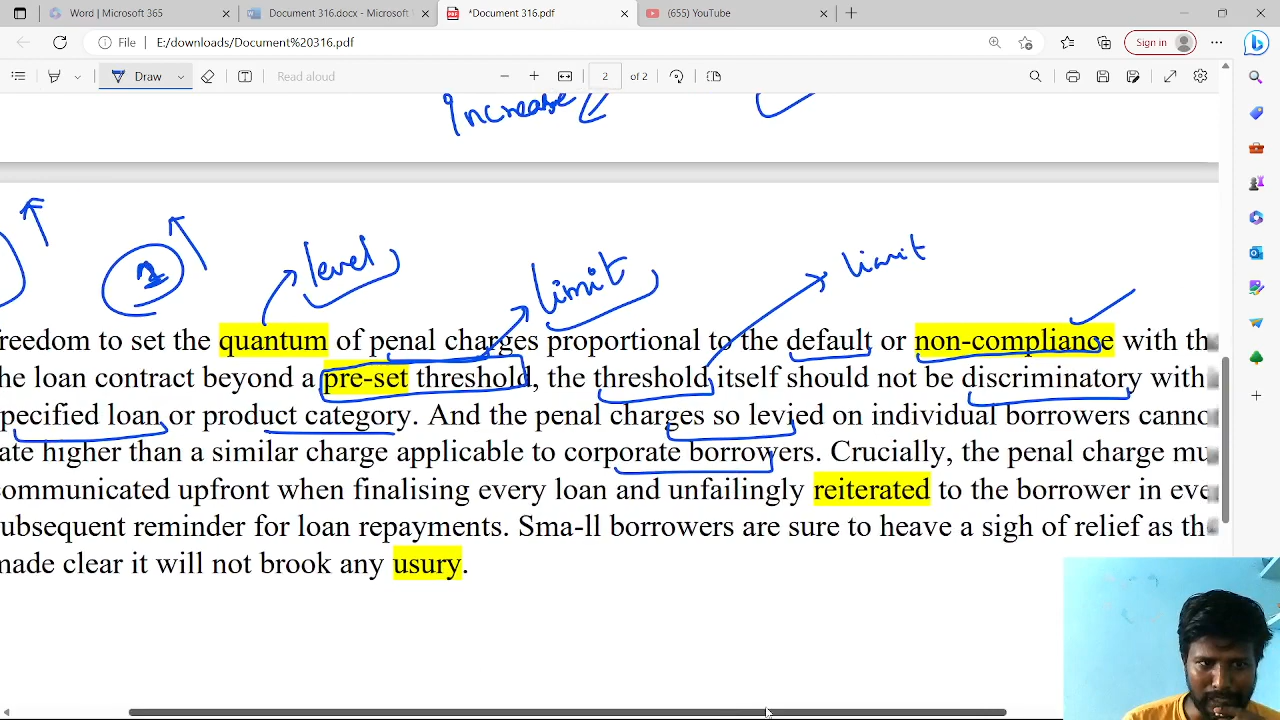 Word | Microsoft 365
Document 316.docx - Microsoft
*Document 316.pdf
(655) YouTube
File
E:/downloads/Document%20316.pdf
Sign in
Draw
Read aloud
2
of 2
Increase
2
level
limit
limit
reedom to set the quantum of penal charges proportional to the default or non-compliance with th
he loan contract beyond a pre-set threshold, the threshold itself should not be discriminatory with
pecified loan or product category. And the penal charges so levied on individual borrowers canno
ate higher than a similar charge applicable to corporate borrowers. Crucially, the penal charge mu
ommunicated upfront when finalising every loan and unfailingly reiterated to the borrower in eve
ubsequent reminder for loan repayments. Sma-ll borrowers are sure to heave a sigh of relief as th
made clear it will not brook any usury.